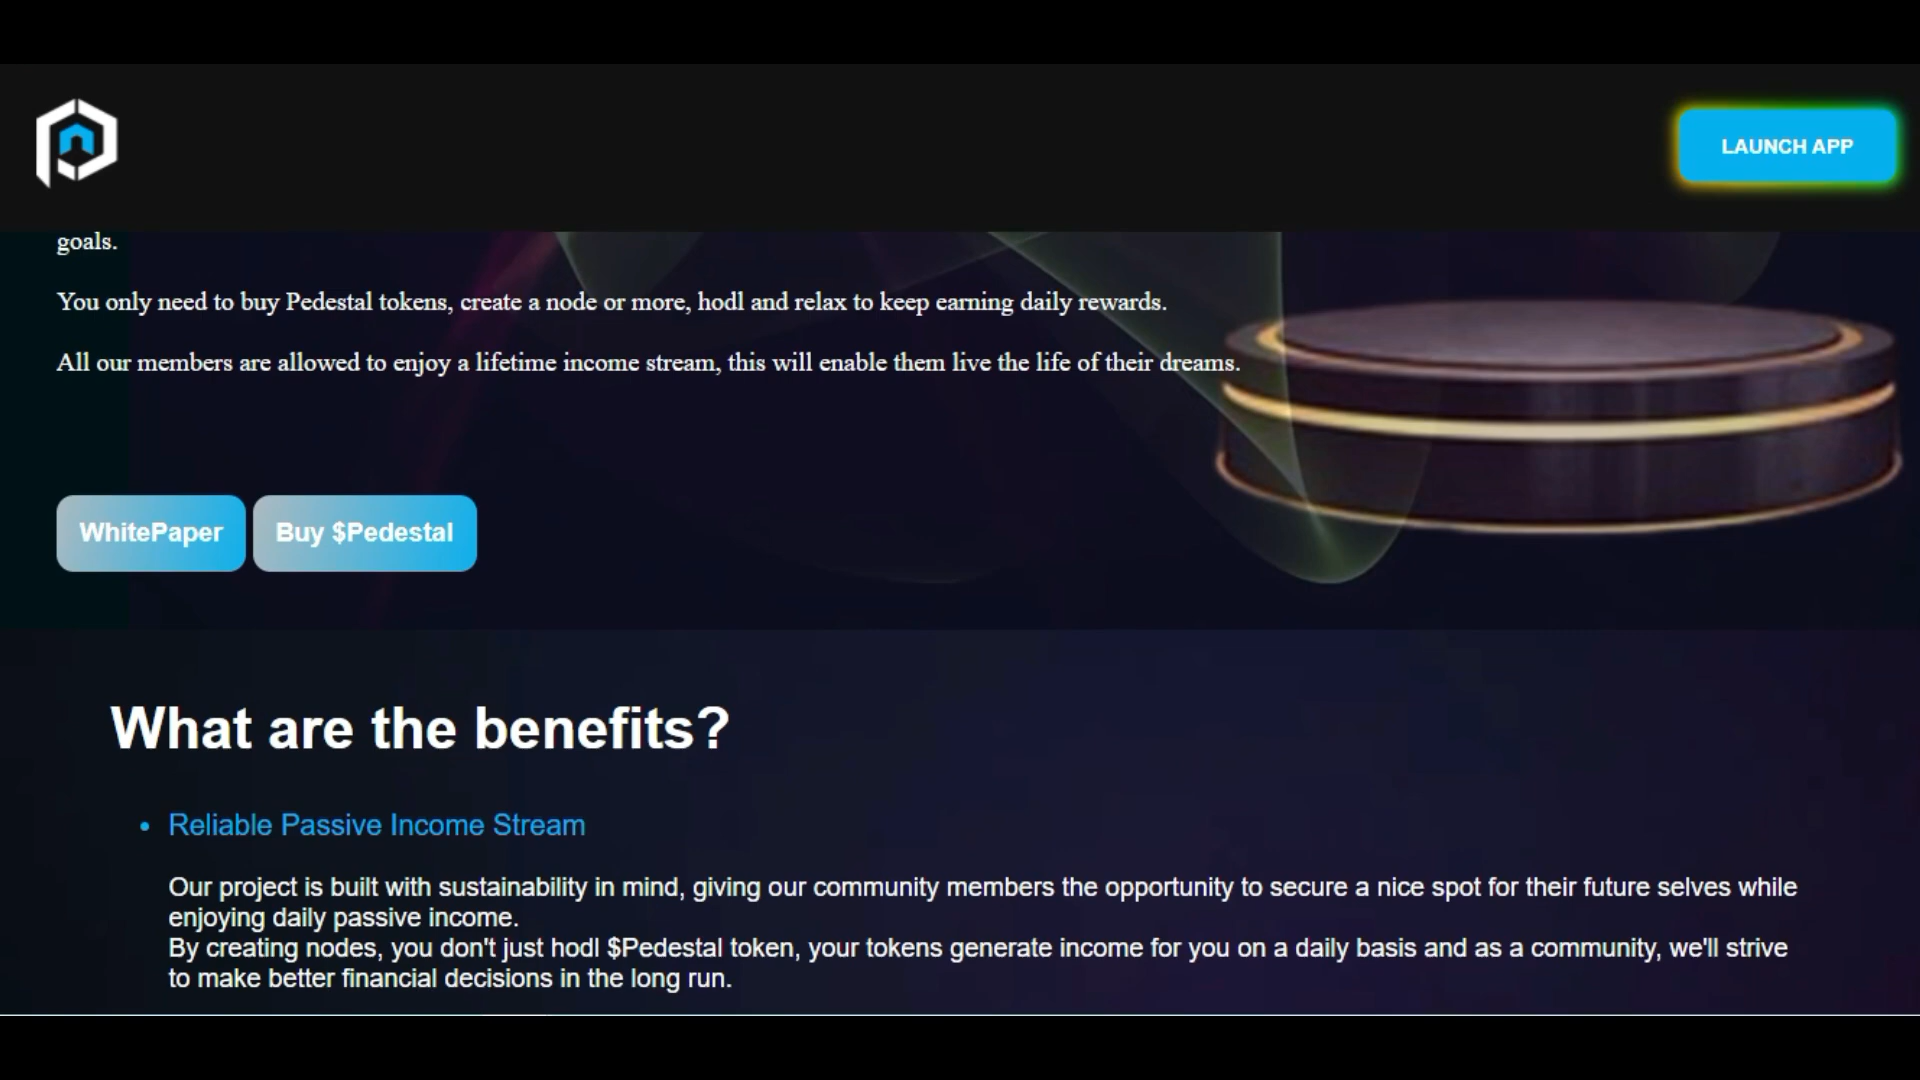 LAUNCH APP
goals.
You only need to buy Pedestal tokens, create a node or more, hodl and relax to keep earning daily rewards.
All our members are allowed to enjoy a lifetime income stream, this will enable them live the life of their dreams.
WhitePaper
Buy $Pedestal
What are the benefits?
Reliable Passive Income Stream
Our project is built with sustainability in mind, giving our community members the opportunity to secure a nice spot for their future selves while
enjoying daily passive income.
By creating nodes, you don't just hodl $Pedestal token, your tokens generate income for you on a daily basis and as a community, we'll strive
to make better financial decisions in the long run.